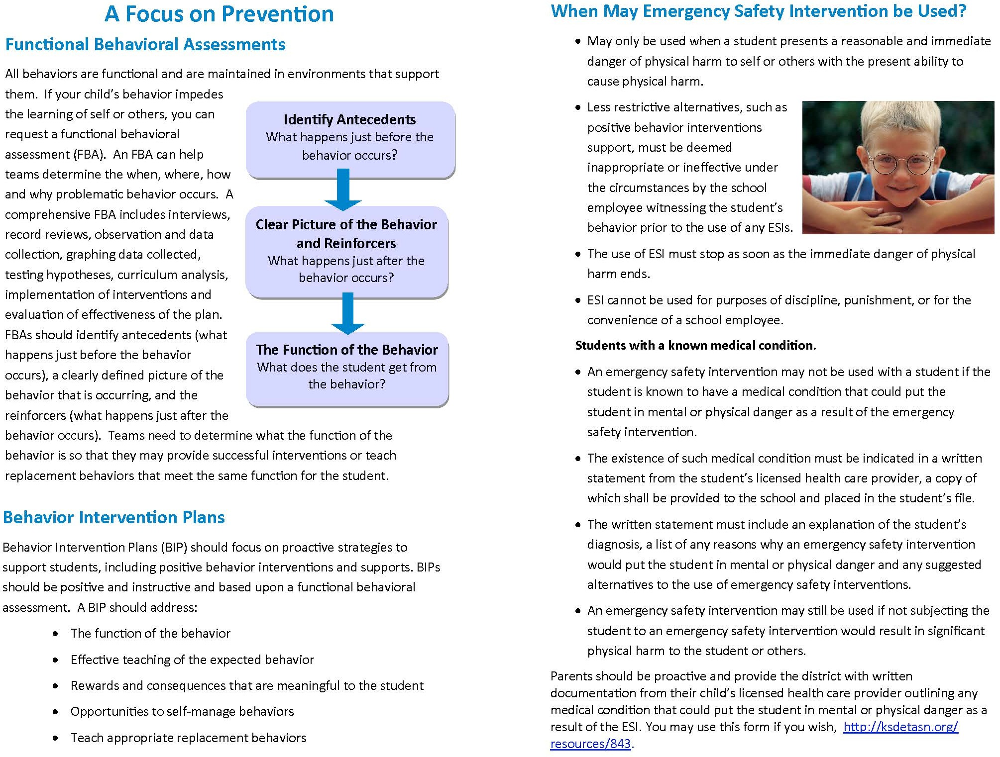 A Focus on Prevention
Functional Behavioral Assessments
All behaviors are functional and are maintained in environments that support
them.  If your child’s behavior impedes
the learning of self or others, you can
request a functional behavioral
assessment (FBA).  An FBA can help
teams determine the when, where, how
and why problematic behavior occurs.  A
comprehensive FBA includes interviews,
record reviews, observation and data
collection, graphing data collected,
testing hypotheses, curriculum analysis,
implementation of interventions and
evaluation of effectiveness of the plan.
FBAs should identify antecedents (what
happens just before the behavior
occurs), a clearly defined picture of the
behavior that is occurring, and the
reinforcers (what happens just after the
behavior occurs).  Teams need to determine what the function of the
behavior is so that they may provide successful interventions or teach
replacement behaviors that meet the same function for the student.
Identify Antecedents
What happens just before the
behavior occurs?
Clear Picture of the Behavior
and Reinforcers
What happens just after the
behavior occurs?
The Function of the Behavior
What does the student get from
the behavior?
Behavior Intervention Plans
Behavior Intervention Plans (BIP) should focus on proactive strategies to
support students, including positive behavior interventions and supports. BIPs
should be positive and instructive and based upon a functional behavioral
assessment.  A BIP should address:
• The function of the behavior
• Effective teaching of the expected behavior
• Rewards and consequences that are meaningful to the student
• Opportunities to self-manage behaviors
• Teach appropriate replacement behaviors
When May Emergency Safety Intervention be Used?
• May only be used when a student presents a reasonable and immediate
danger of physical harm to self or others with the present ability to
cause physical harm.
• Less restrictive alternatives, such as
positive behavior interventions
support, must be deemed
inappropriate or ineffective under
the circumstances by the school
employee witnessing the student’s
behavior prior to the use of any ESIs.
• The use of ESI must stop as soon as the immediate danger of physical
harm ends.
• ESI cannot be used for purposes of discipline, punishment, or for the
convenience of a school employee.
Students with a known medical condition.
• An emergency safety intervention may not be used with a student if the
student is known to have a medical condition that could put the
student in mental or physical danger as a result of the emergency
safety intervention.
• The existence of such medical condition must be indicated in a written
statement from the student’s licensed health care provider, a copy of
which shall be provided to the school and placed in the student’s file.
• The written statement must include an explanation of the student’s
diagnosis, a list of any reasons why an emergency safety intervention
would put the student in mental or physical danger and any suggested
alternatives to the use of emergency safety interventions.
• An emergency safety intervention may still be used if not subjecting the
student to an emergency safety intervention would result in significant
physical harm to the student or others.
Parents should be proactive and provide the district with written
documentation from their child’s licensed health care provider outlining any
medical condition that could put the student in mental or physical danger as a
result of the ESI. You may use this form if you wish,  http://ksdetasn.org/
resources/843.